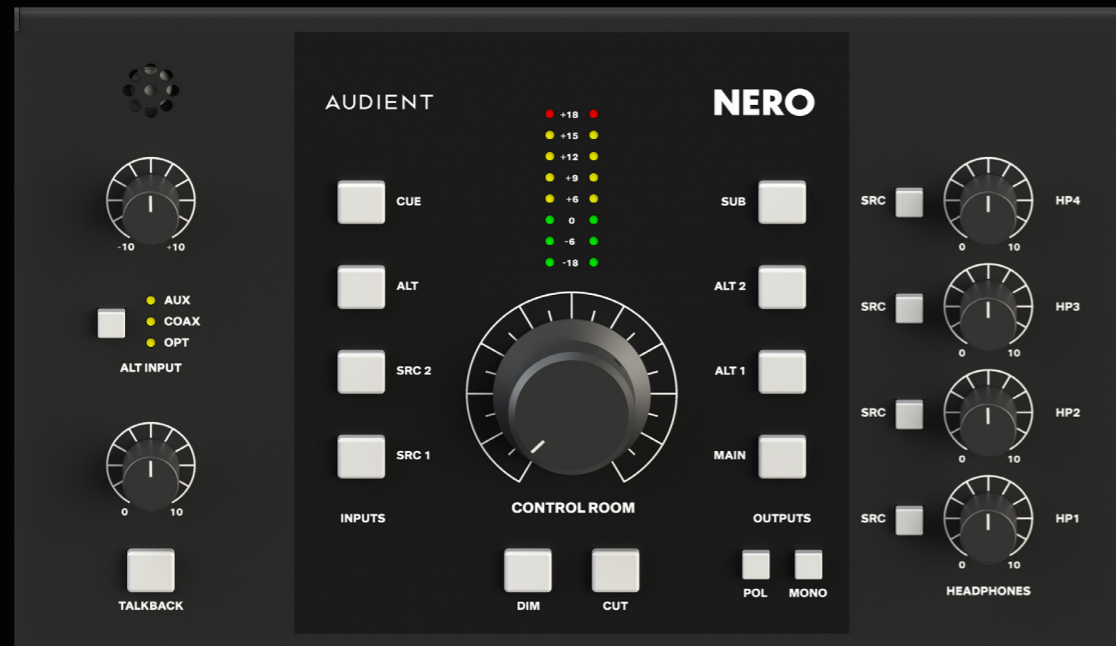 AUDIENT
NERO
+18
+15
+12
+9
+6
0
-6
-18
-10 +10
AUX
COAX
OPT
ALT INPUT
0 10
TALKBACK
CUE
ALT
SRC 2
SRC 1
INPUTS
CONTROL ROOM
DIM CUT
SUB
ALT 2
ALT 1
MAIN
OUTPUTS
POL MONO
SRC HP4
0 10
SRC HP3
0 10
SRC HP2
0 10
SRC HP1
0 10
HEADPHONES